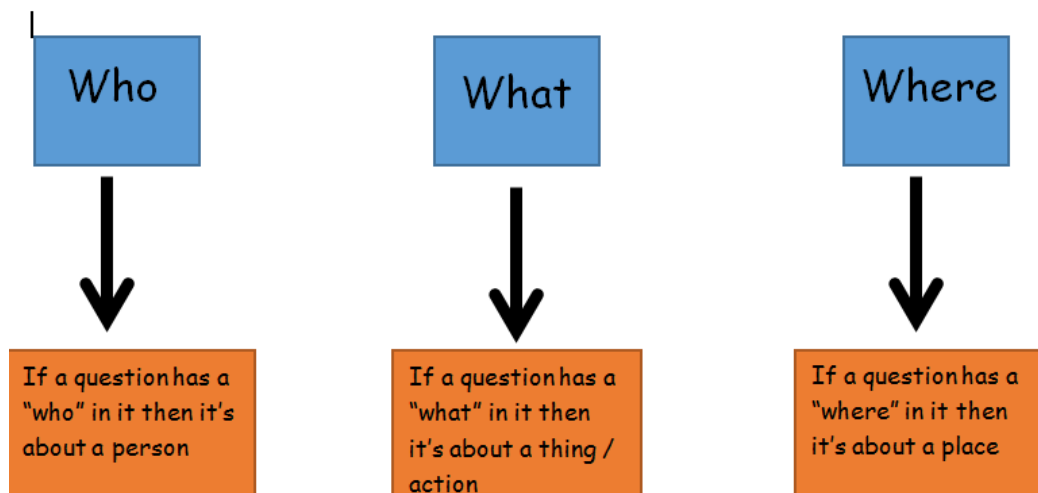 Who
What
Where
If a question has a
"who" in it then it's
about a person
If a question has a
"what" in it then
it's about a thing /
action
If a question has a
"where" in it then
it's about a place